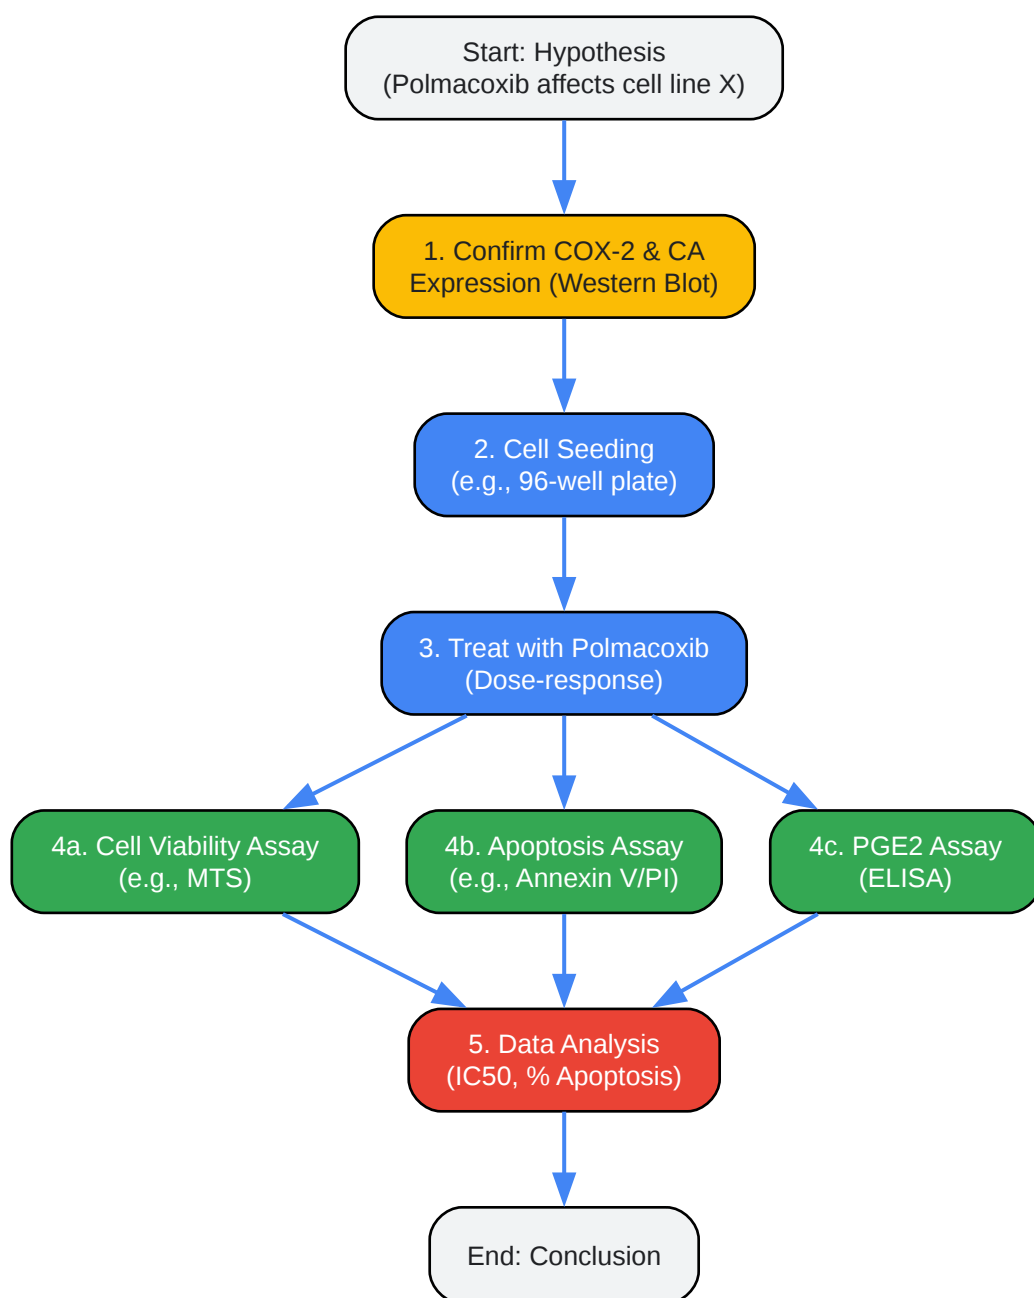 Start: Hypothesis
(Polmacoxib affects cell line X)
1. Confirm COX-2 & CA
Expression (Western Blot)
2. Cell Seeding
(e.g., 96-well plate)
3. Treat with Polmacoxib
(Dose-response)
4a. Cell Viability Assay
(e.g., MTS)
4b. Apoptosis Assay
(e.g., Annexin V/PI)
4c. PGE2 Assay
(ELISA)
5. Data Analysis
(IC50, % Apoptosis)
End: Conclusion